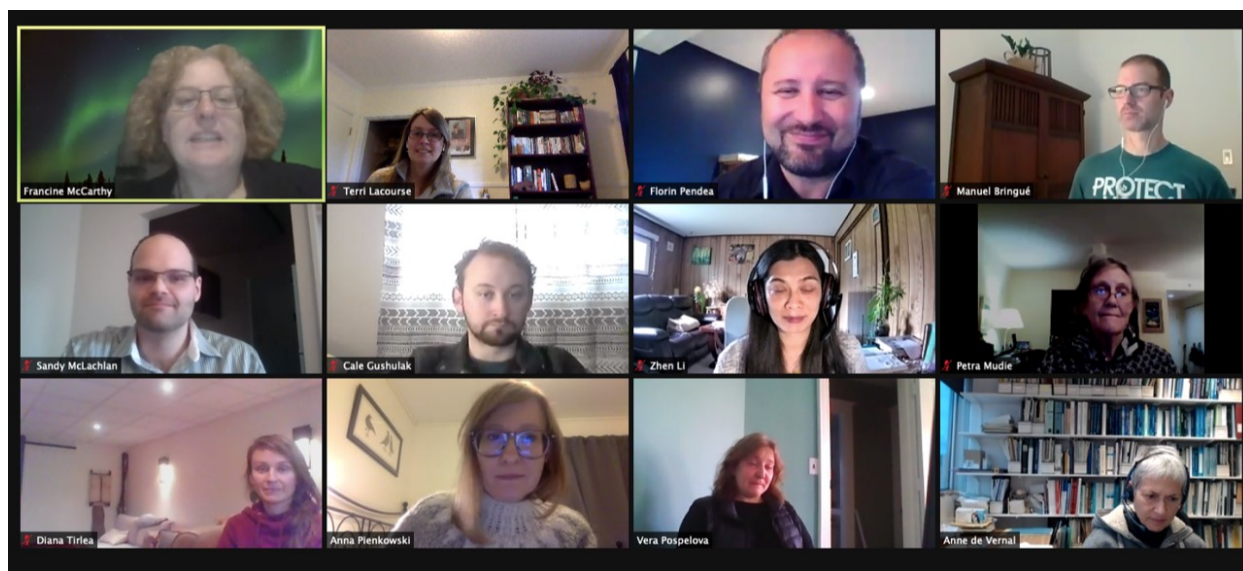 Francine McCarthy
Terri Lacourse
Florin Pendea
Manuel Bringué
PROTECT
Sandy McLachlan
Cale Gushulak
Zhen Li
Petra Mudie
Diana Tirlea
Anna Pienkowski
Vera Pospelova
Anne de Vernal